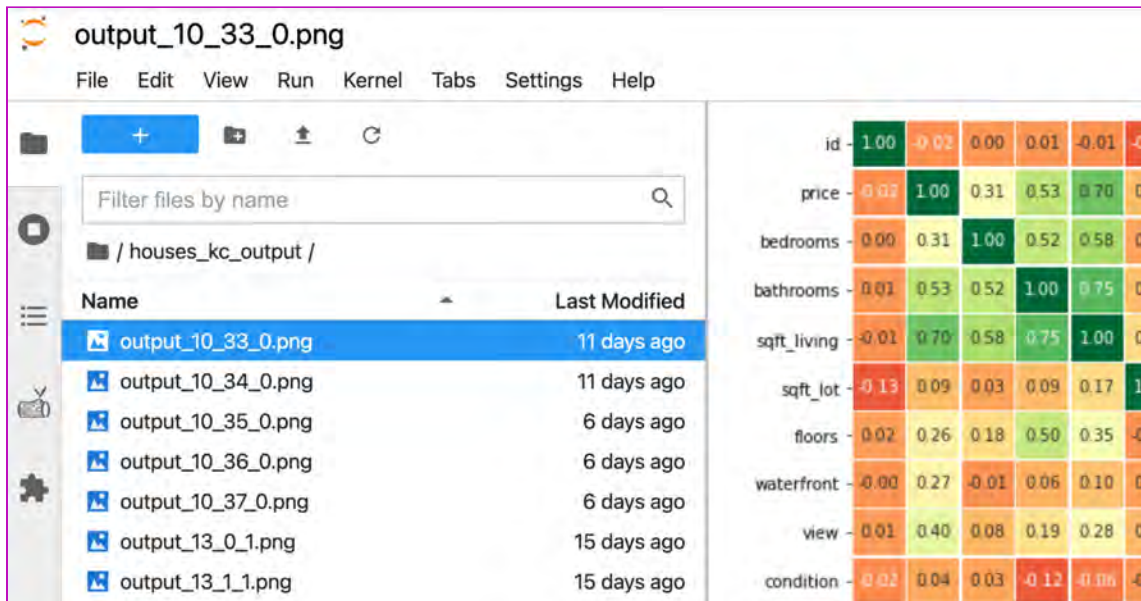 output_10_33_0.png
File Edit View Run Kernel Tabs Settings Help
+
Filter files by name
/ houses_kc_output /
Name Last Modified
output_10_33_0.png 11 days ago
output_10_34_0.png 11 days ago
output_10_35_0.png 6 days ago
output_10_36_0.png 6 days ago
output_10_37_0.png 6 days ago
output_13_0_1.png 15 days ago
output_13_1_1.png 15 days ago
id - 1.00 -0.02 0.00 0.01 -0.01
price - -0.02 1.00 0.31 0.53 0.70
bedrooms - 0.00 0.31 1.00 0.52 0.58
bathrooms - 0.01 0.53 0.52 1.00 0.75
sqft_living - -0.01 0.70 0.58 0.75 1.00
sqft_lot - -0.13 0.09 0.03 0.09 0.17
floors - 0.02 0.26 0.18 0.50 0.35
waterfront - -0.00 0.27 -0.01 0.06 0.10
view - 0.01 0.40 0.08 0.19 0.28
condition - -0.02 0.04 0.03 -0.12 -0.06